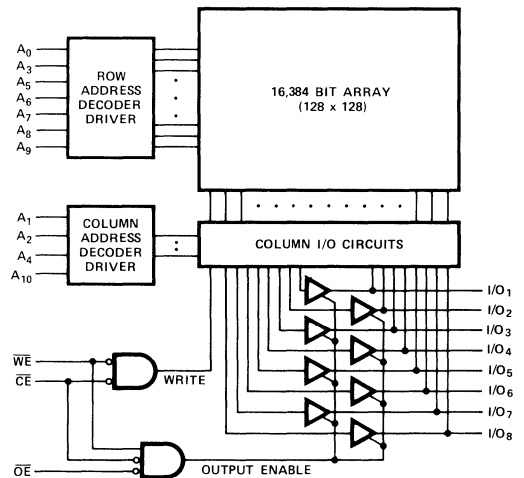 A0
A3
A5
A6
A7
A8
A9
ROW
ADDRESS
DECODER
DRIVER
16,384 BIT ARRAY
(128 x 128)
A1
A2
A4
A10
COLUMN
ADDRESS
DECODER
DRIVER
COLUMN I/O CIRCUITS
I/O1
I/O2
I/O3
I/O4
I/O5
I/O6
I/O7
I/O8
WE
CE
WRITE
OE
OUTPUT ENABLE